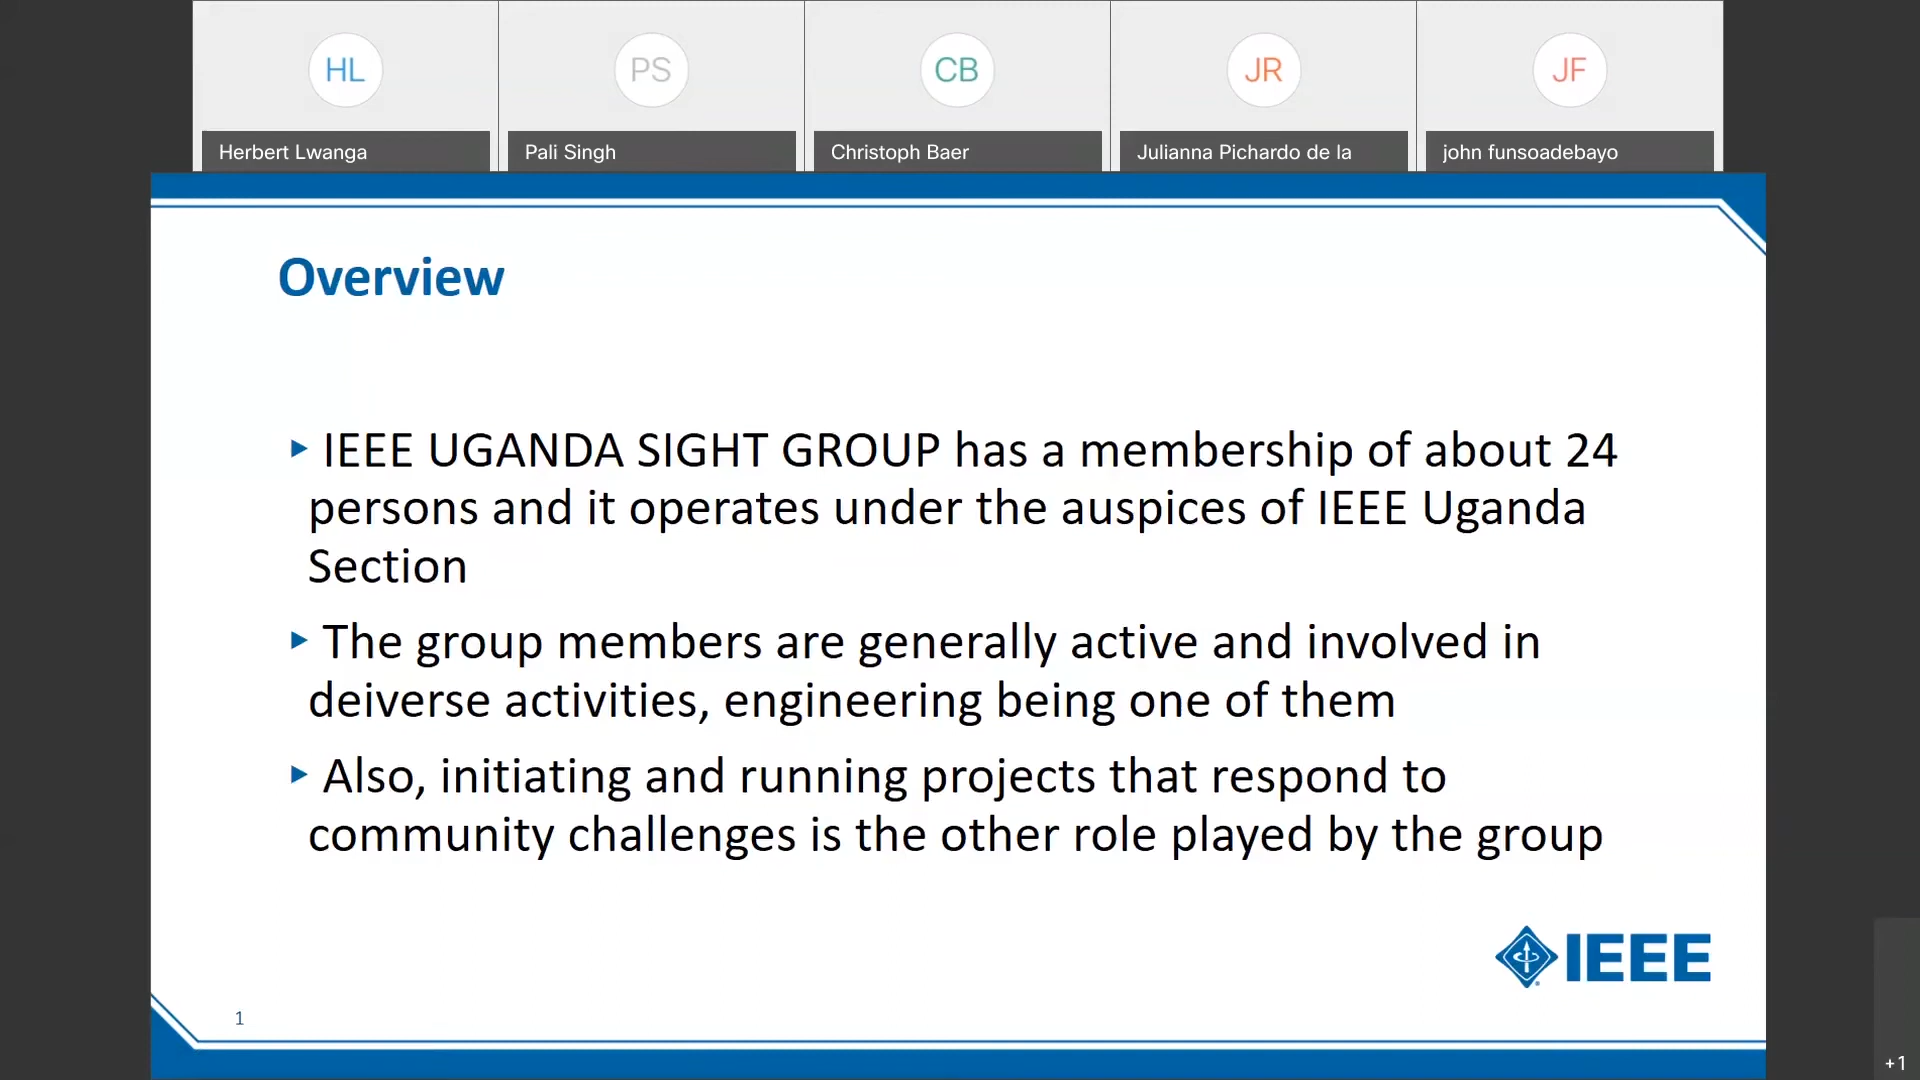 HL
PS
CB
JR
JF
Herbert Lwanga
Pali Singh
Christoph Baer
Julianna Pichardo de la
john funsoadebayo
Overview
IEEE UGANDA SIGHT GROUP has a membership of about 24
persons and it operates under the auspices of IEEE Uganda
Section
The group members are generally active and involved in
deiverse activities, engineering being one of them
Also, initiating and running projects that respond to
community challenges is the other role played by the group
IEEE
1
+1